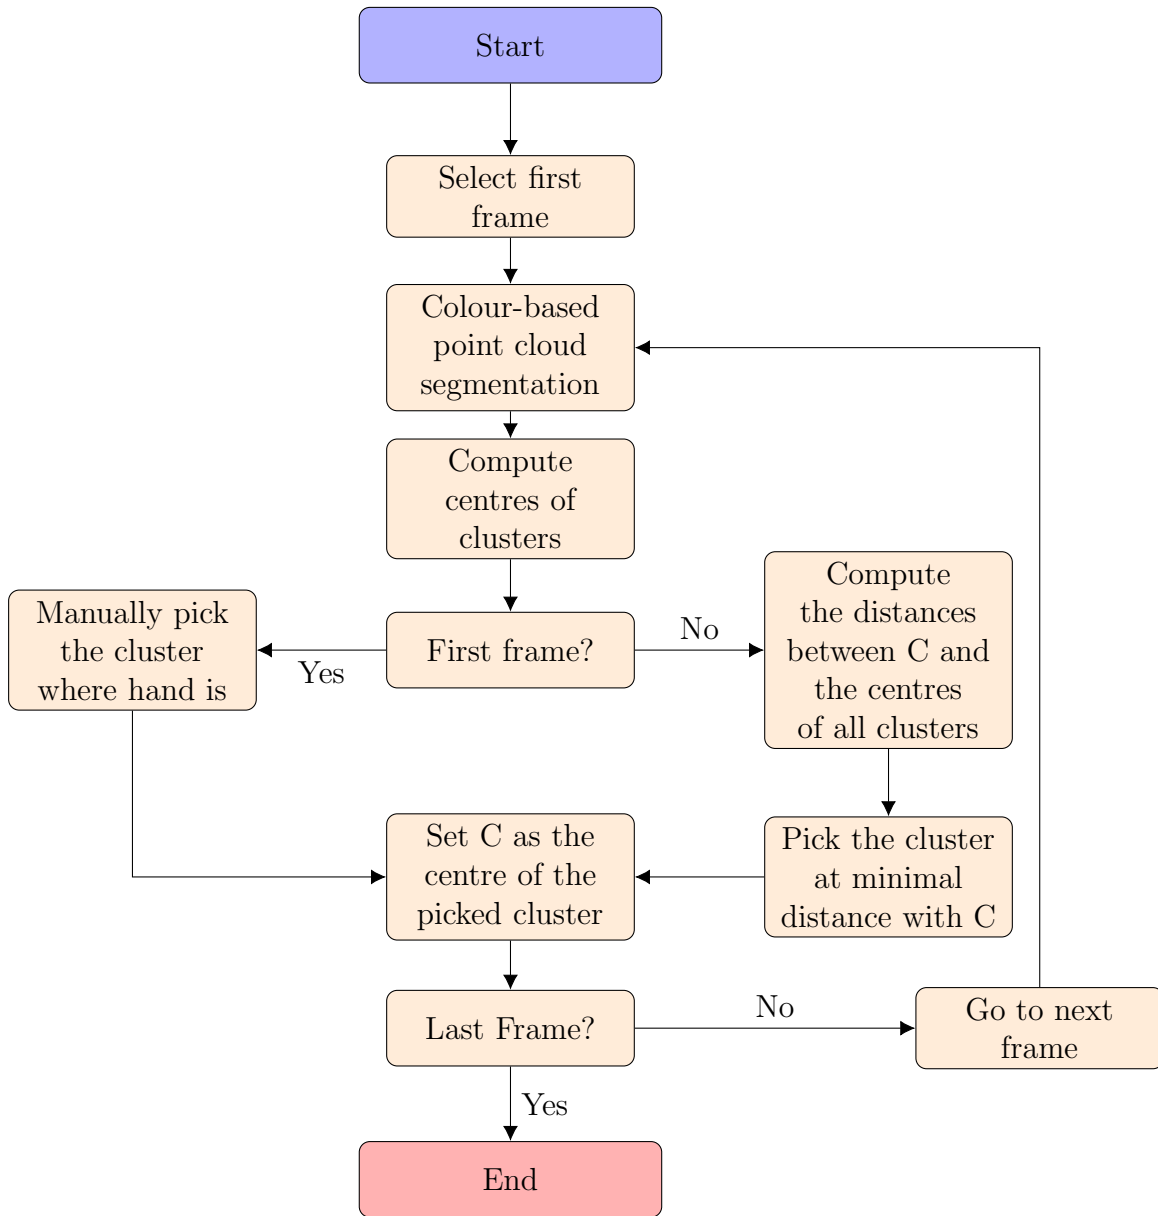 Start
Select first
frame
Colour-based
point cloud
segmentation
Compute
centres of
clusters
First frame?
Yes
No
Manually pick
the cluster
where hand is
Compute
the distances
between C and
the centres
of all clusters
Set C as the
centre of the
picked cluster
Pick the cluster
at minimal
distance with C
Last Frame?
No
Go to next
frame
Yes
End